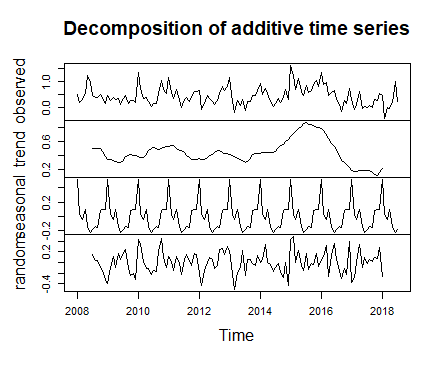 Decomposition of additive time series
observed
0.0 1.0
trend
0.2 0.8
seasonal
-0.2 0.2
random
-0.4 0.2
2008 2010 2012 2014 2016 2018
Time